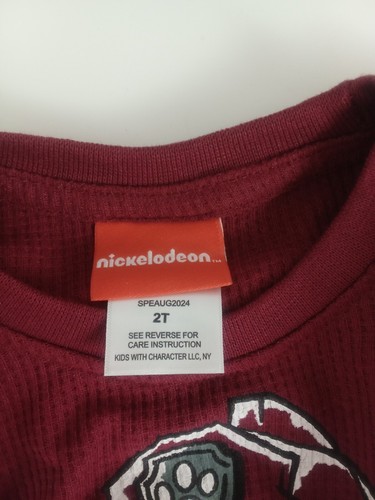 nickelodeon
SPEAUG2024
2T
SEE REVERSE FOR
CARE INSTRUCTION
KIDS WITH CHARACTER LLC, NY